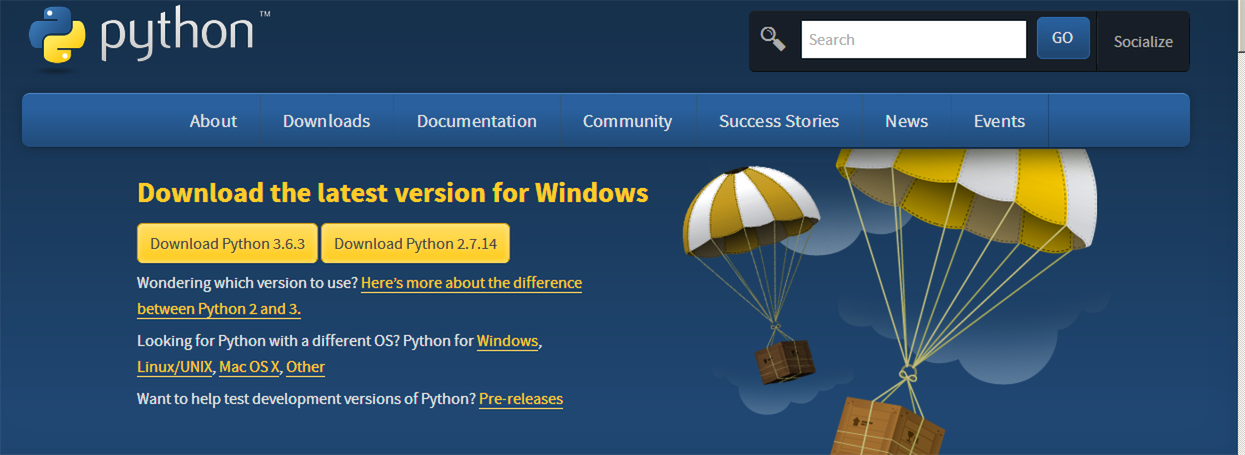 python™
Search
GO
Socialize
About
Downloads
Documentation
Community
Success Stories
News
Events
Download the latest version for Windows
Download Python 3.6.3
Download Python 2.7.14
Wondering which version to use? Here's more about the difference
between Python 2 and 3.
Looking for Python with a different OS? Python for Windows,
Linux/UNIX, Mac OS X, Other
Want to help test development versions of Python? Pre-releases